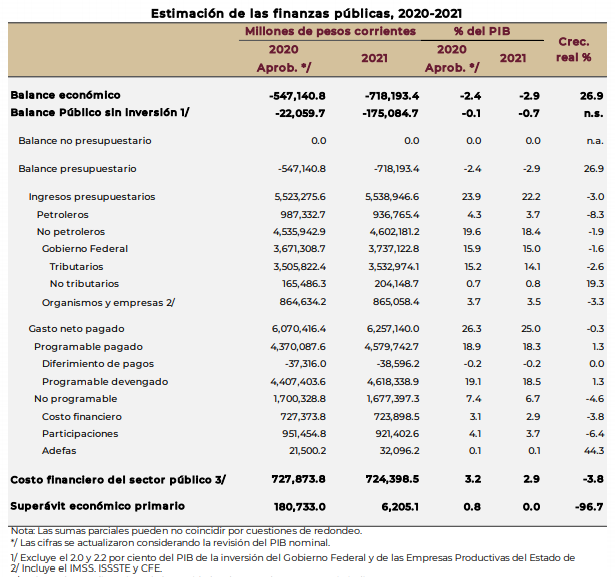 Estimación de las finanzas públicas, 2020-2021
Millones de pesos corrientes % del PIB Crec. real %
2020 Aprob. */ 2021 2020 Aprob. */ 2021
Balance económico -547,140.8 -718,193.4 -2.4 -2.9 26.9
Balance Público sin inversión 1/ -22,059.7 -175,084.7 -0.1 -0.7 n.s.
Balance no presupuestario 0.0 0.0 0.0 0.0 n.a.
Balance presupuestario -547,140.8 -718,193.4 -2.4 -2.9 26.9
Ingresos presupuestarios 5,523,275.6 5,538,946.6 23.9 22.2 -3.0
Petroleros 987,332.7 936,765.4 4.3 3.7 -8.3
No petroleros 4,535,942.9 4,602,181.2 19.6 18.4 -1.9
Gobierno Federal 3,671,308.7 3,737,122.8 15.9 15.0 -1.6
Tributarios 3,505,822.4 3,532,974.1 15.2 14.1 -2.6
No tributarios 165,486.3 204,148.7 0.7 0.8 19.3
Organismos y empresas 2/ 864,634.2 865,058.4 3.7 3.5 -3.3
Gasto neto pagado 6,070,416.4 6,257,140.0 26.3 25.0 -0.3
Programable pagado 4,370,087.6 4,579,742.7 18.9 18.3 1.3
Diferimiento de pagos -37,316.0 -38,596.2 -0.2 -0.2 0.0
Programable devengado 4,407,403.6 4,618,338.9 19.1 18.5 1.3
No programable 1,700,328.8 1,677,397.3 7.4 6.7 -4.6
Costo financiero 727,373.8 723,898.5 3.1 2.9 -3.8
Participaciones 951,454.8 921,402.6 4.1 3.7 -6.4
Adefas 21,500.2 32,096.2 0.1 0.1 44.3
Costo financiero del sector público 3/ 727,873.8 724,398.5 3.2 2.9 -3.8
Superávit económico primario 180,733.0 6,205.1 0.8 0.0 -96.7
Nota: Las sumas parciales pueden no coincidir por cuestiones de redondeo.
*/ Las cifras se actualizaron considerando la revisión del PIB nominal.
1/ Excluye el 2.0 y 2.2 por ciento del PIB de la inversión del Gobierno Federal y de las Empresas Productivas del Estado de
2/ Incluye el IMSS. ISSSTE y CFE.